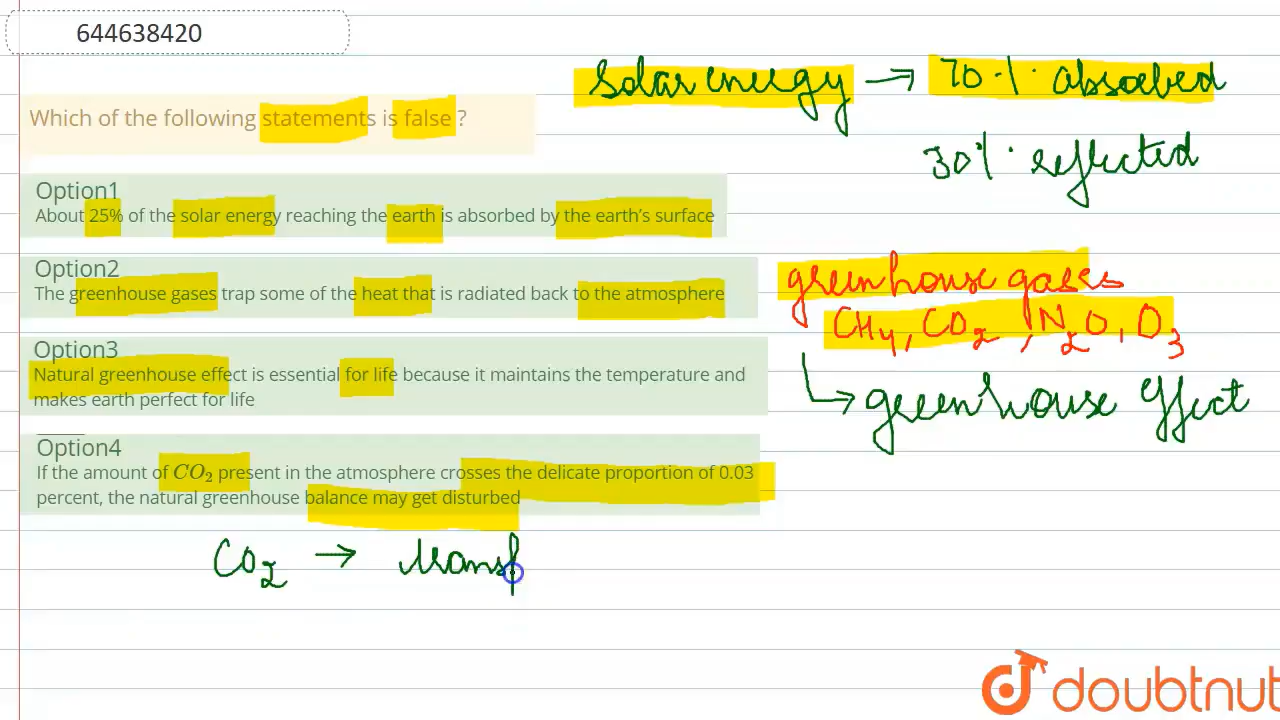 644638420
Which of the following statements is false ?
Option1
About 25% of the solar energy reaching the earth is absorbed by the earth's surface
Option2
The greenhouse gases trap some of the heat that is radiated back to the atmosphere
Option3
Natural greenhouse effect is essential for life because it maintains the temperature and
makes earth perfect for life
Option4
If the amount of CO₂ present in the atmosphere crosses the delicate proportion of 0.03
percent, the natural greenhouse balance may get disturbed
CO₂ → transp
Solar energy → 70% absorbed
30% reflected
greenhouse gases
CH₄, CO₂, N₂O, O₃
↳ greenhouse effect
doubtnut